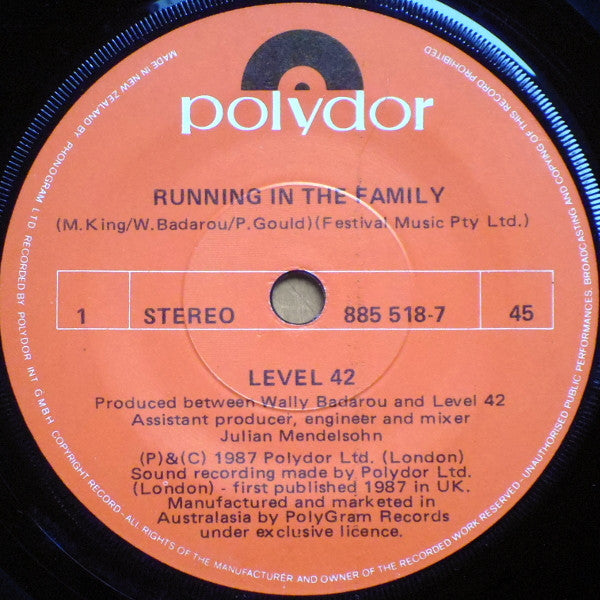 polydor
RUNNING IN THE FAMILY
(M.King/W.Badarou/P.Gould)(Festival Music Pty Ltd.)
1
STEREO
885 518-7
45
LEVEL 42
Produced between Wally Badarou and Level 42
Assistant producer, engineer and mixer
Julian Mendelsohn
(P)&(C) 1987 Polydor Ltd. (London)
Sound recording made by Polydor Ltd.
(London) - first published 1987 in UK.
Manufactured and marketed in
Australasia by PolyGram Records
under exclusive licence.
MADE IN NEW ZEALAND BY PHONOGRAM LTD. RECORDED BY POLYDOR INT. GMBH COPYRIGHT RECORD - ALL RIGHTS OF THE MANUFACTURER AND OWNER OF THE RECORDED WORK RESERVED - UNAUTHORISED PUBLIC PERFORMANCES, BROADCASTING AND COPYING OF THIS RECORD PROHIBITED